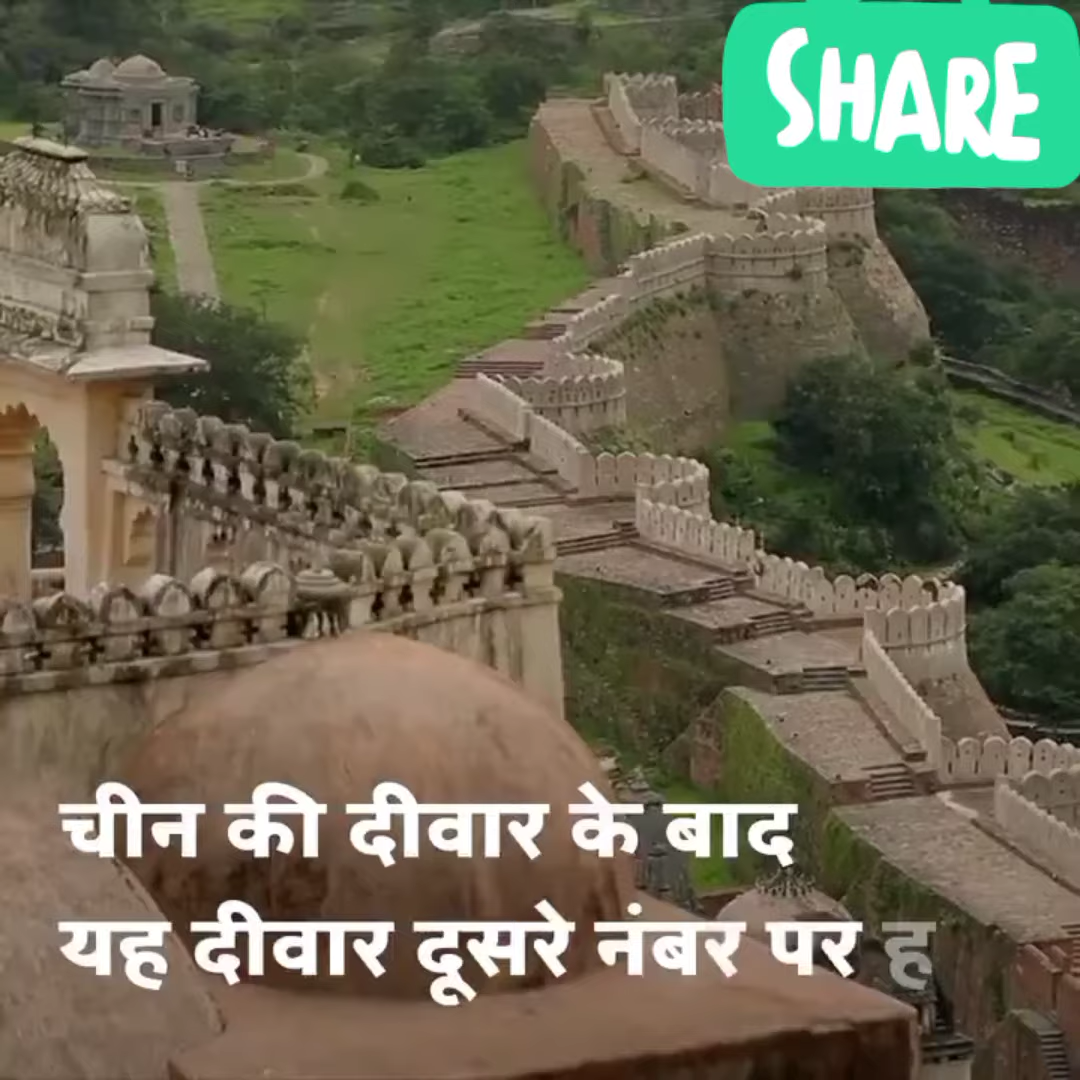 SHARE
चीन की दीवार के बाद
यह दीवार दूसरे नंबर पर ह